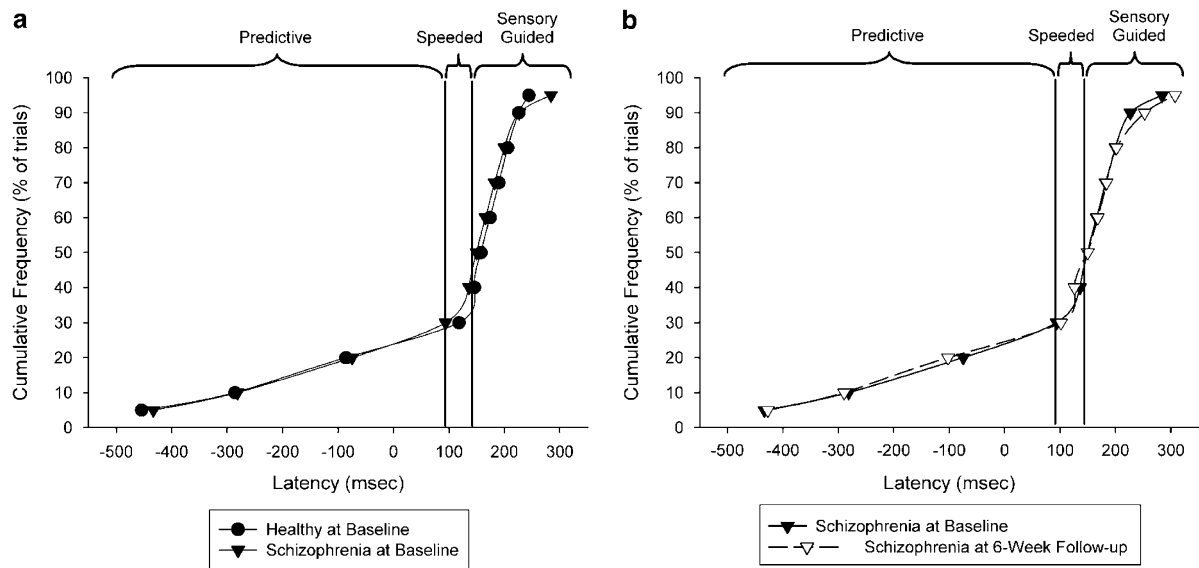 a
Predictive
Speeded
Sensory
Guided
100
90
80
70
60
50
40
30
20
10
0
Cumulative Frequency (% of trials)
-500 -400 -300 -200 -100 0 100 200 300
Latency (msec)
Healthy at Baseline
Schizophrenia at Baseline
b
Predictive
Speeded
Sensory
Guided
100
90
80
70
60
50
40
30
20
10
0
Cumulative Frequency (% of trials)
-500 -400 -300 -200 -100 0 100 200 300
Latency (msec)
Schizophrenia at Baseline
Schizophrenia at 6-Week Follow-up